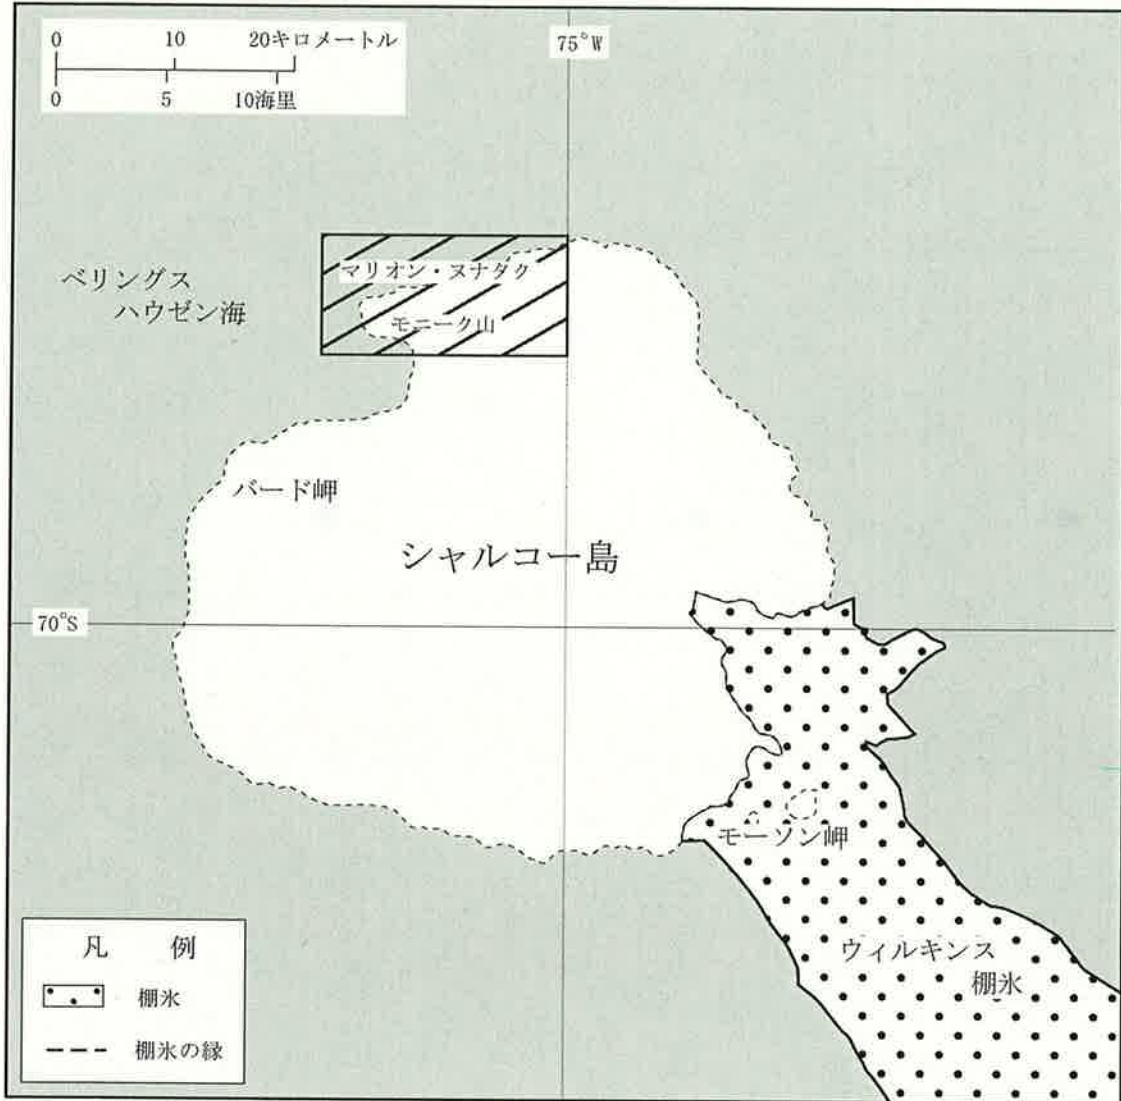 0 10 20キロメートル
0 5 10海里
75°W
マリオン・ヌナタク
ベリングス
ハウゼン海
モニーク山
バード岬
シャルコー島
70°S
モーソン岬
ウィルキンス
棚氷
凡 例
棚氷
棚氷の縁